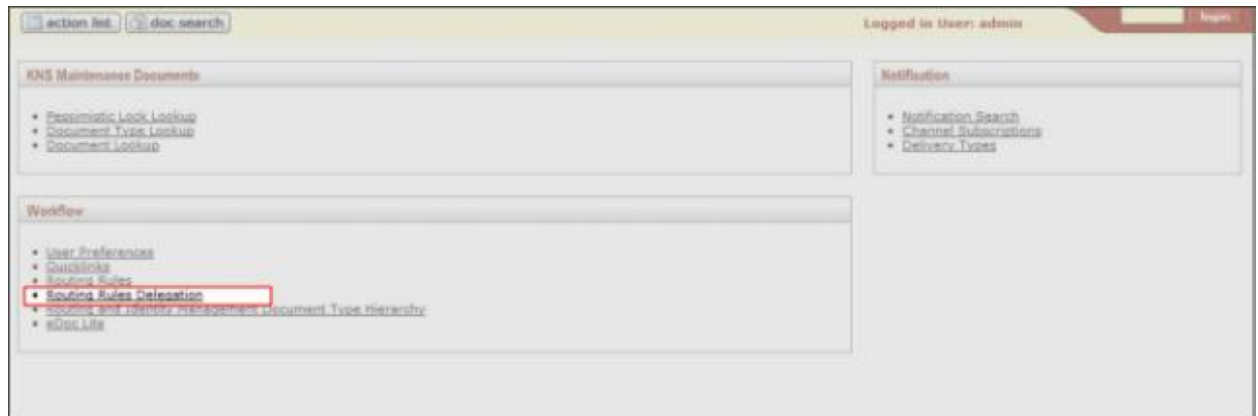 action list doc search Logged in User: admin login
KNS Maintenance Documents
Pessimistic Lock Lookup
Document Type Lookup
Document Lookup
Notification
Notification Search
Channel Subscriptions
Delivery Types
Workflow
User Preferences
Quicklinks
Routing Rules
Routing Rules Delegation
Routing and Identity Management Document Type Hierarchy
eDoc Lite